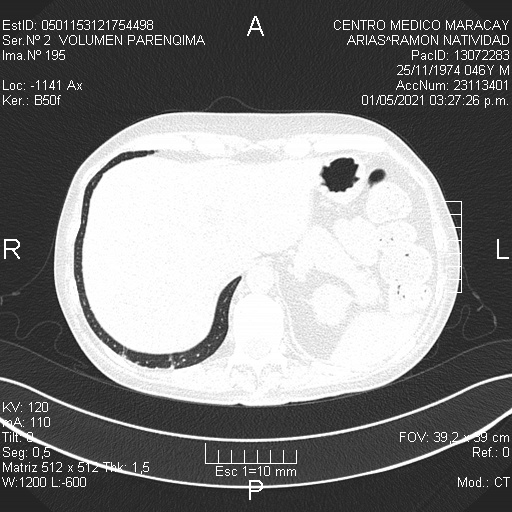 EstID: 0501153121754498
Ser.Nº 2 VOLUMEN PARENQIMA
Ima.Nº 195
Loc: -1141 Ax
Ker.: B50f
A
CENTRO MEDICO MARACAY
ARIAS^RAMON NATIVIDAD
PacID: 13072283
25/11/1974 046Y M
AccNum: 23113401
01/05/2021 03:27:26 p.m.
R
L
KV: 120
mA: 110
Tilt: 0
Seg: 0,5
Matriz 512 x 512 Thk: 1,5
W:1200 L:-600
Esc 1=10 mm
P
FOV: 39,2 x 39 cm
Ref.: 0
Mod.: CT